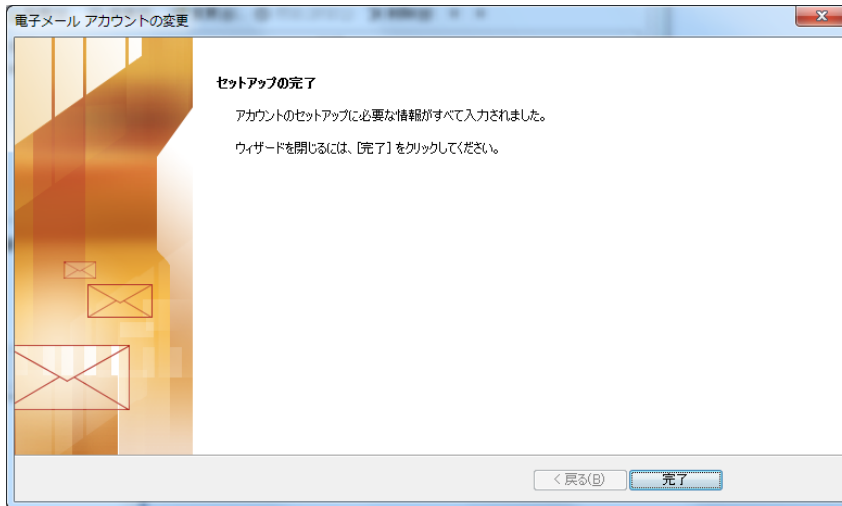 電子メール アカウントの変更
セットアップの完了
アカウントのセットアップに必要な情報がすべて入力されました。
ウィザードを閉じるには、[完了] をクリックしてください。
< 戻る(B)
完了